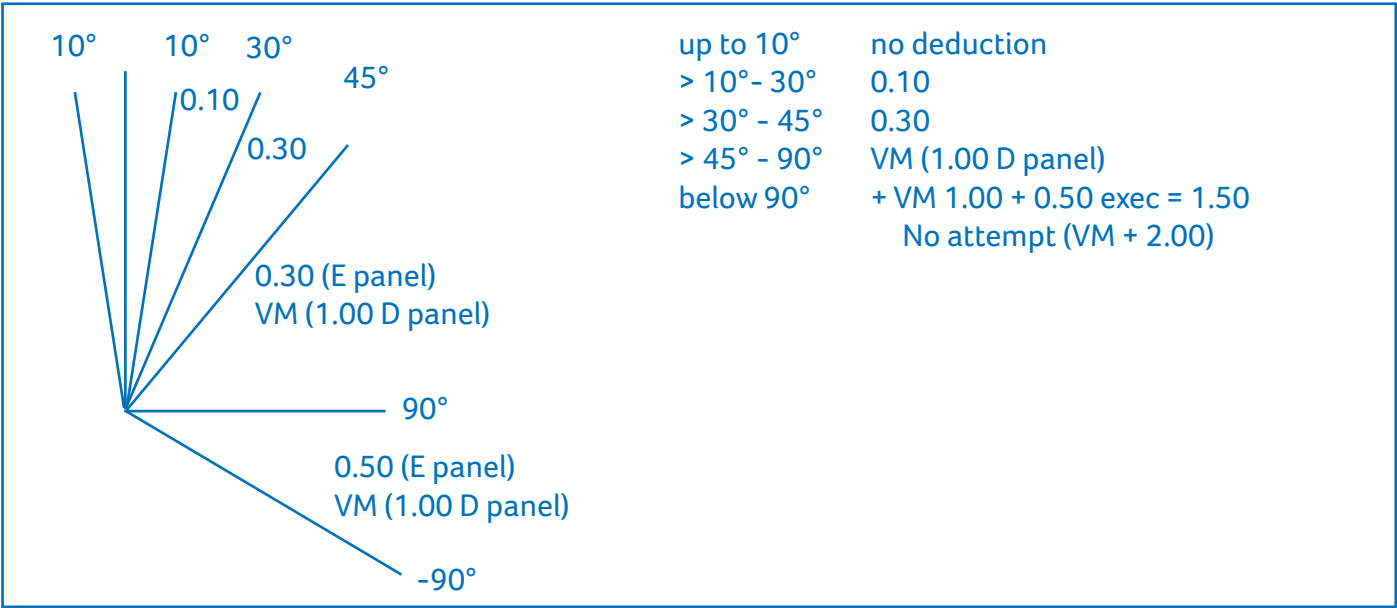 10°
10°
30°
45°
0.10
0.30
0.30 (E panel)
VM (1.00 D panel)
90°
0.50 (E panel)
VM (1.00 D panel)
-90°
up to 10° no deduction
> 10°- 30° 0.10
> 30° - 45° 0.30
> 45° - 90° VM (1.00 D panel)
below 90° + VM 1.00 + 0.50 exec = 1.50
No attempt (VM + 2.00)